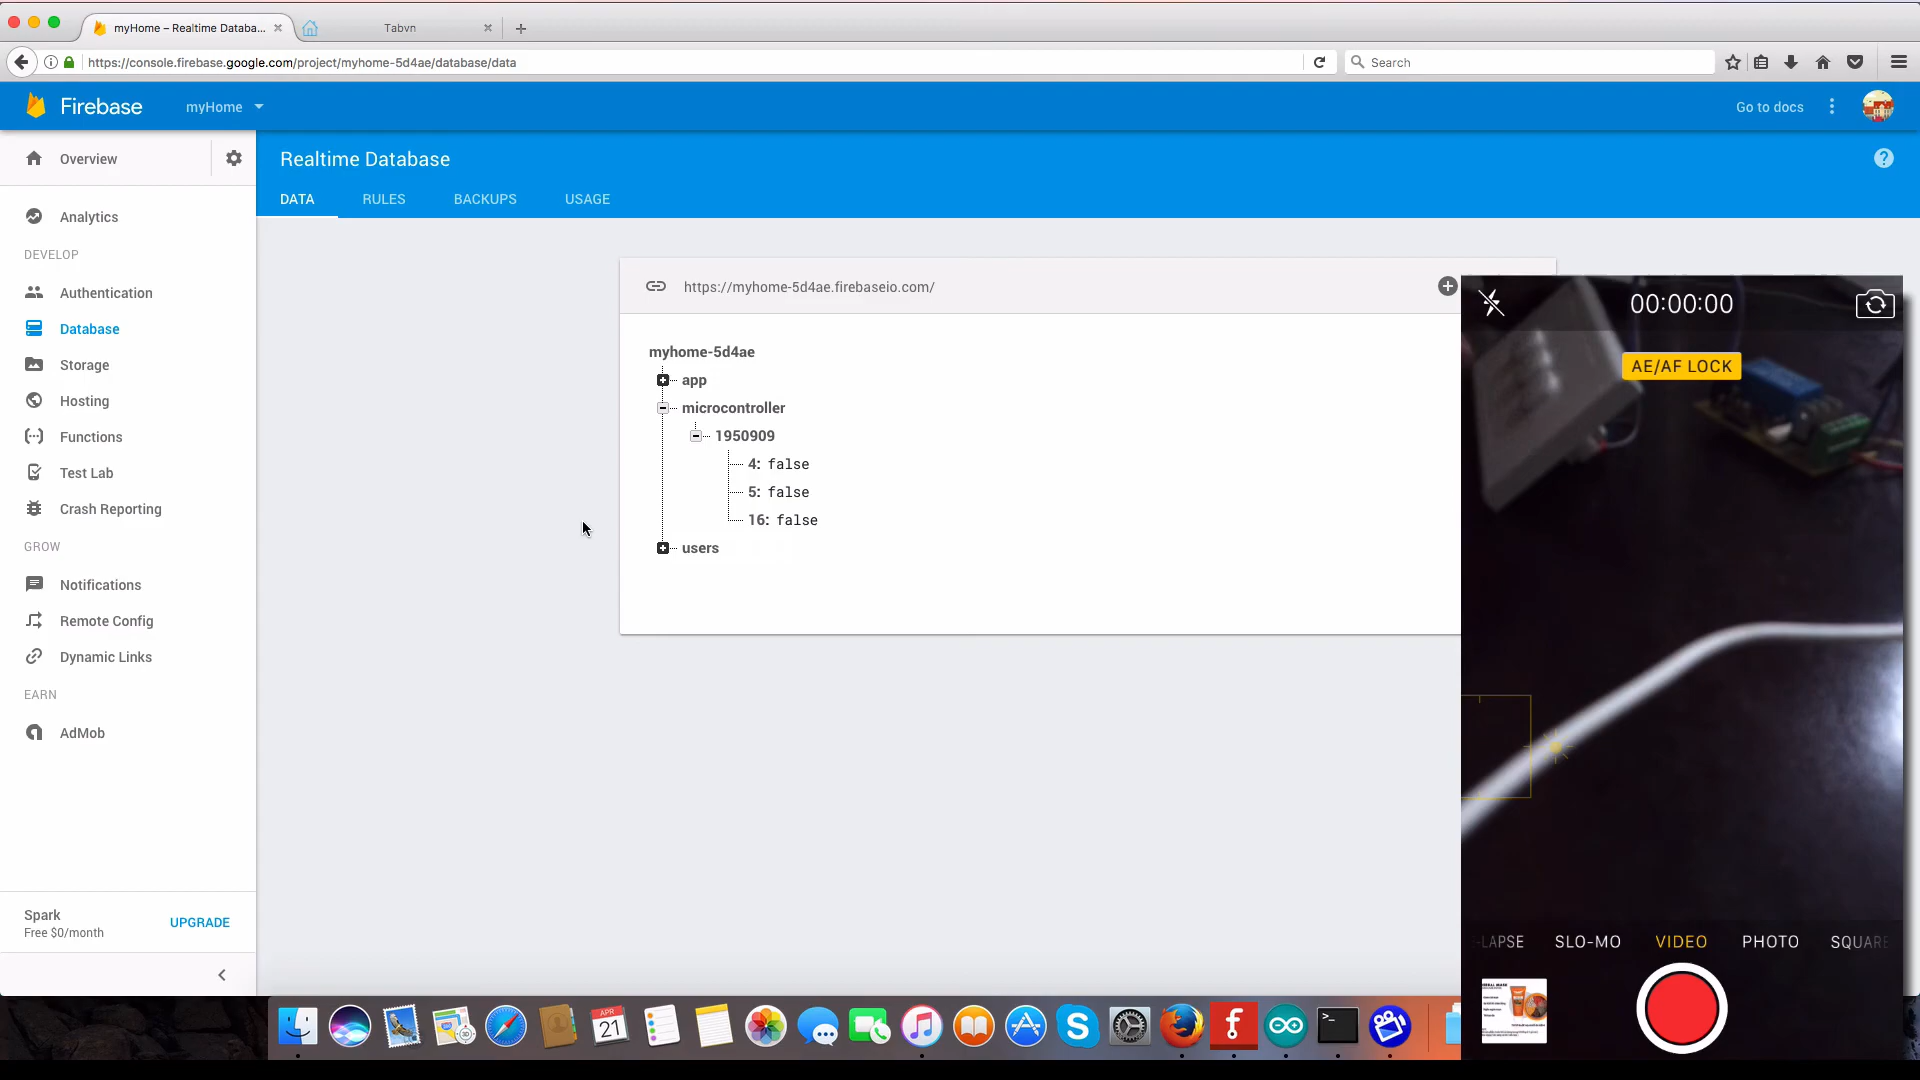 myHome – Realtime Databa...
Tabvn
https://console.firebase.google.com/project/myhome-5d4ae/database/data
Search
Firebase
myHome
Go to docs
Overview
Realtime Database
DATA
RULES
BACKUPS
USAGE
Analytics
DEVELOP
Authentication
Database
Storage
Hosting
Functions
Test Lab
Crash Reporting
GROW
Notifications
Remote Config
Dynamic Links
EARN
AdMob
Spark
Free $0/month
UPGRADE
https://myhome-5d4ae.firebaseio.com/
myhome-5d4ae
app
microcontroller
1950909
4: false
5: false
16: false
users
00:00:00
AE/AF LOCK
-LAPSE SLO-MO VIDEO PHOTO SQUARE
APR
21